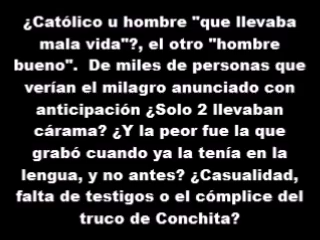 ¿Católico u hombre "que llevaba
mala vida"?, el otro "hombre
bueno".  De miles de personas que
verían el milagro anunciado con
anticipación ¿Solo 2 llevaban
cárama? ¿Y la peor fue la que
grabó cuando ya la tenía en la
lengua, y no antes? ¿Casualidad,
falta de testigos o el cómplice del
truco de Conchita?